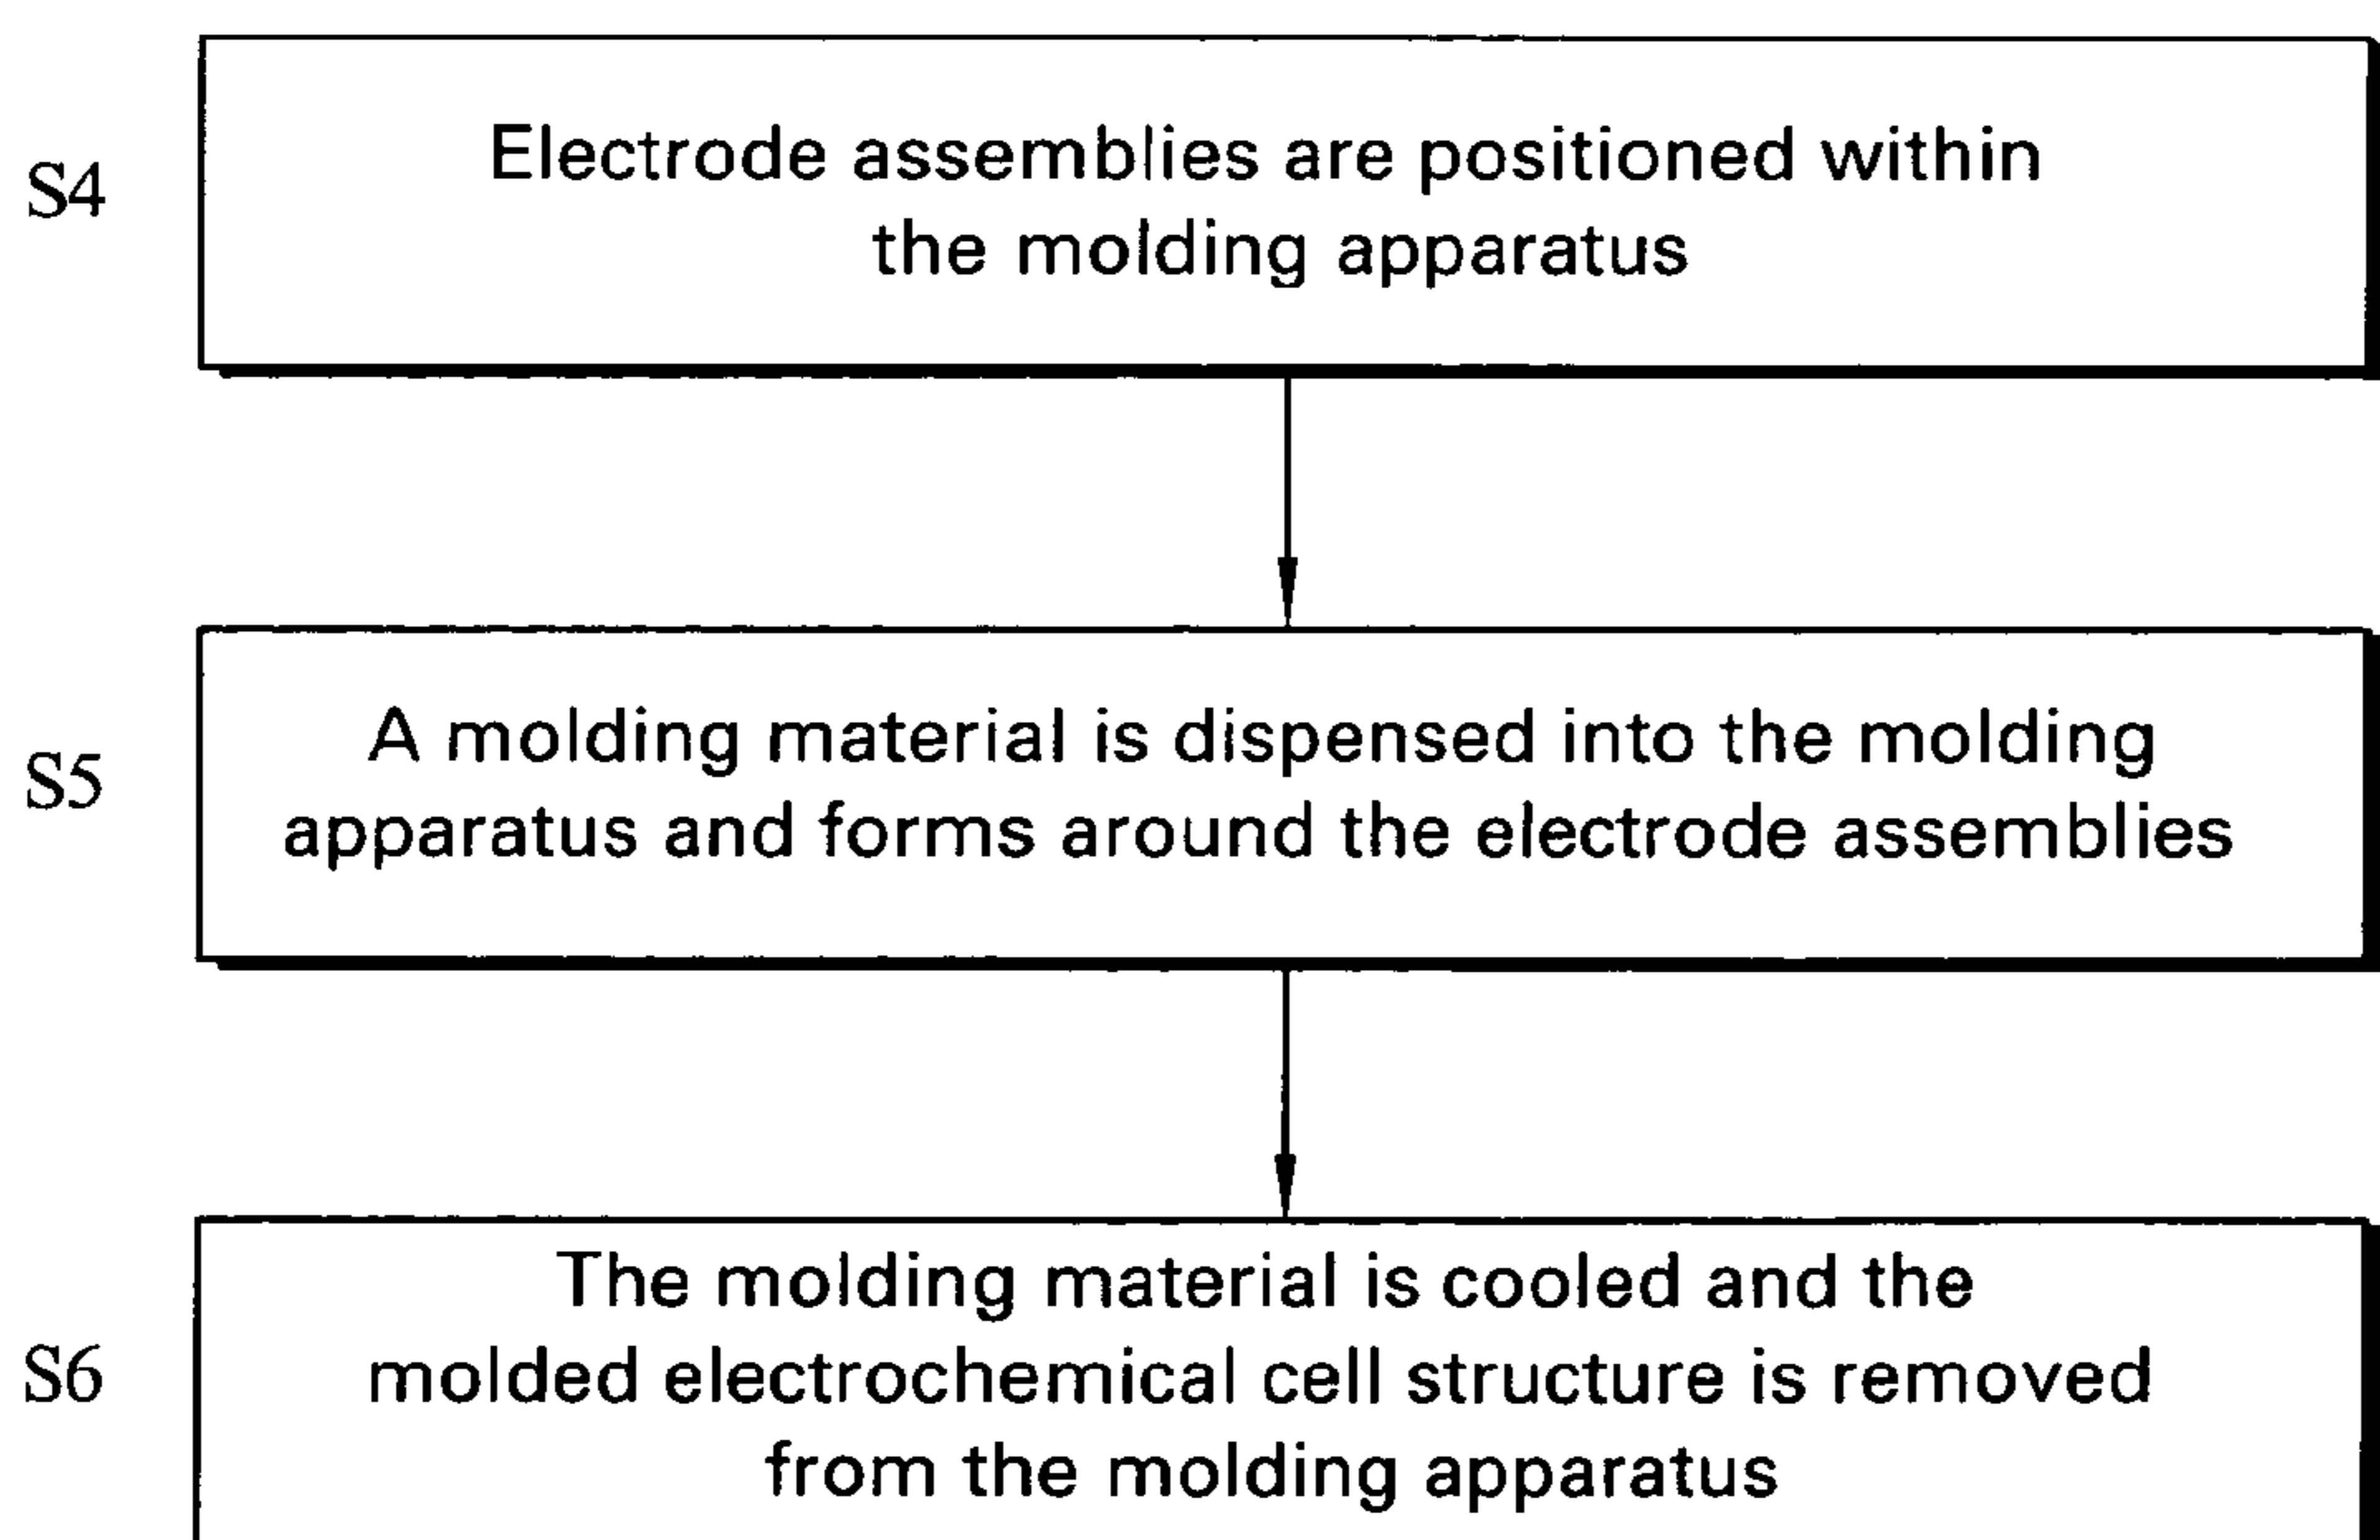 S4
Electrode assemblies are positioned within
the molding apparatus
S5
A molding material is dispensed into the molding
apparatus and forms around the electrode assemblies
S6
The molding material is cooled and the
molded electrochemical cell structure is removed
from the molding apparatus